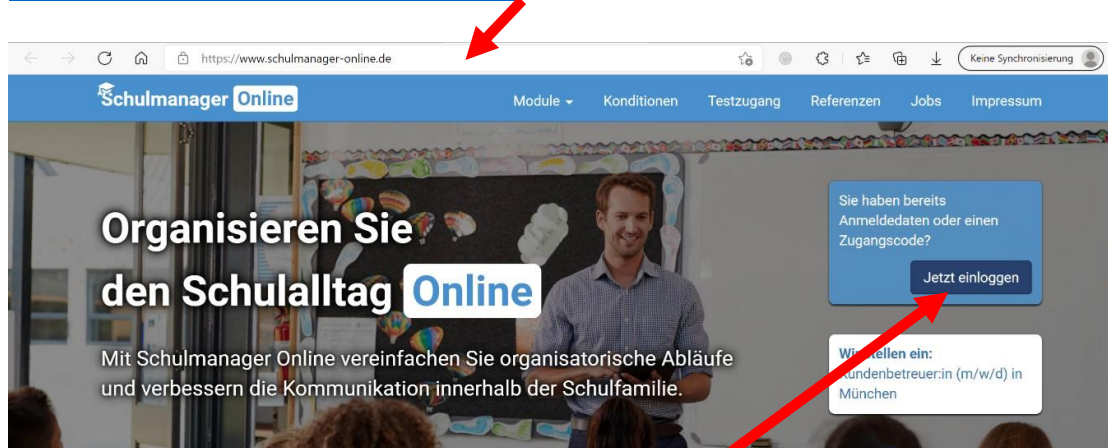 https://www.schulmanager-online.de
Keine Synchronisierung
Schulmanager Online
Module Konditionen Testzugang Referenzen Jobs Impressum
Organisieren Sie
den Schulalltag Online
Mit Schulmanager Online vereinfachen Sie organisatorische Abläufe
und verbessern die Kommunikation innerhalb der Schulfamilie.
Sie haben bereits
Anmeldedaten oder einen
Zugangscode?
Jetzt einloggen
Wir stellen ein:
Kundenbetreuer:in (m/w/d) in
München